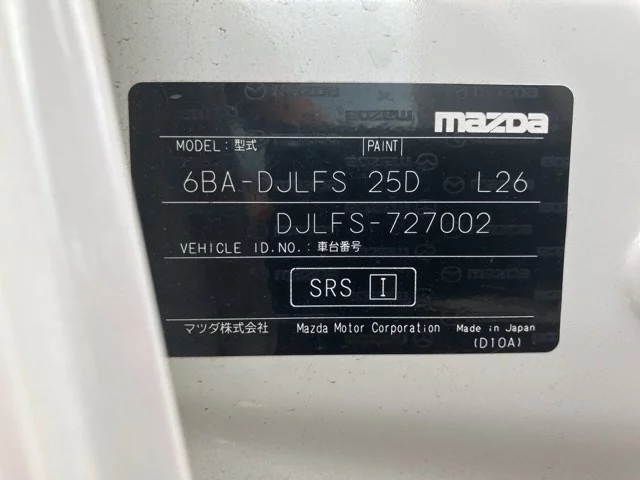 mazda
MODEL: 型式 PAINT
6BA-DJLFS 25D L26
DJLFS-727002
VEHICLE ID.NO.: 車台番号
SRS I
マツダ株式会社 Mazda Motor Corporation Made in Japan
(D10A)